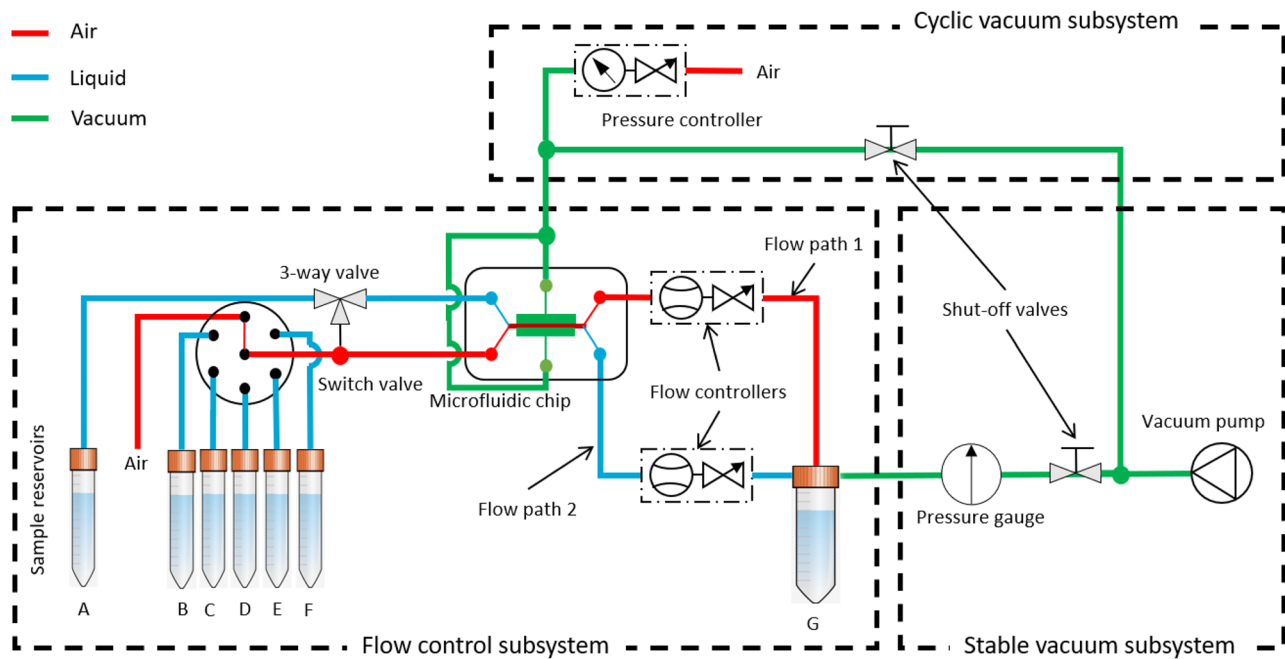 Cyclic vacuum subsystem
Air
Liquid
Vacuum
Air
Pressure controller
Flow path 1
3-way valve
Shut-off valves
Switch valve
Microfluidic chip
Flow controllers
Vacuum pump
Sample reservoirs
Air
Flow path 2
Pressure gauge
A
B
C
D
E
F
G
Flow control subsystem
Stable vacuum subsystem